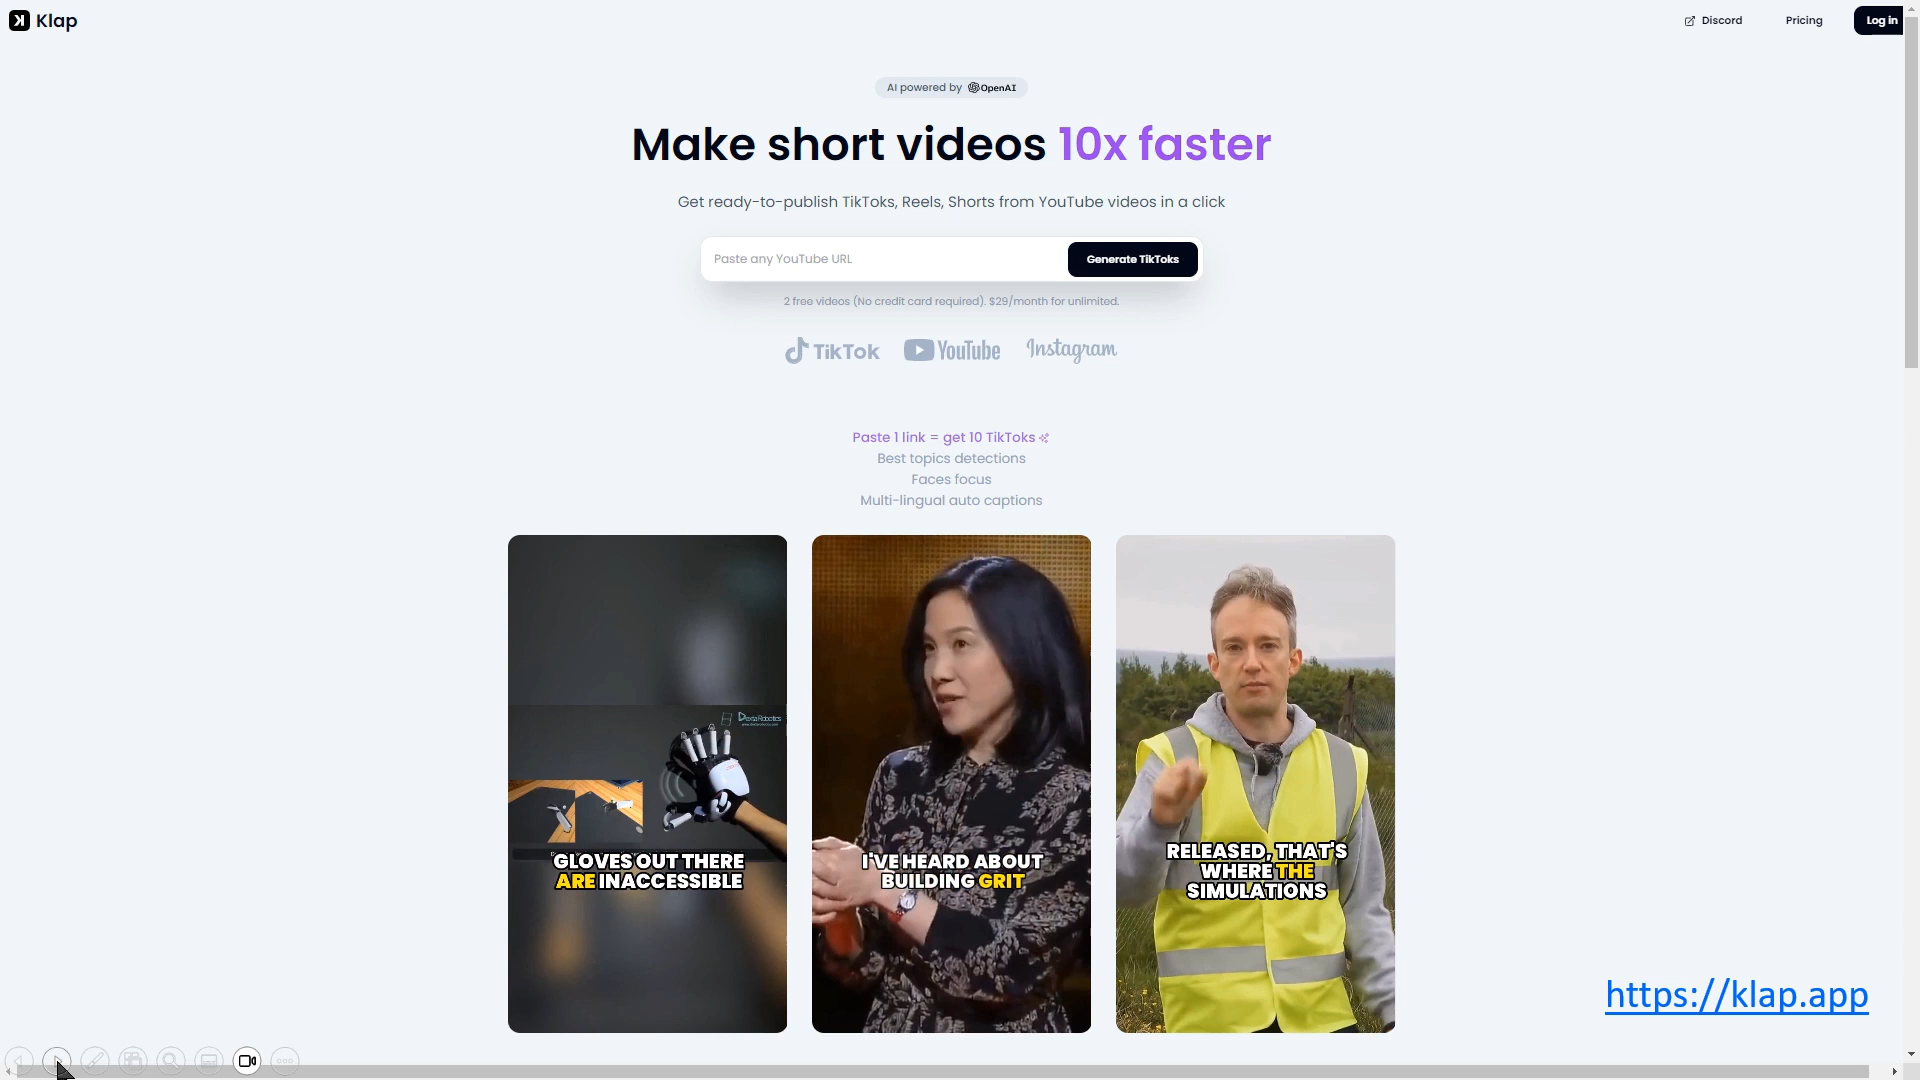 Klap
Discord
Pricing
Log in
AI powered by OpenAI
Make short videos 10x faster
Get ready-to-publish TikToks, Reels, Shorts from YouTube videos in a click
Paste any YouTube URL
Generate TikToks
2 free videos (No credit card required). $29/month for unlimited.
TikTok YouTube Instagram
Paste 1 link = get 10 TikToks
Best topics detections
Faces focus
Multi-lingual auto captions
Dexta Robotics
GLOVES OUT THERE
ARE INACCESSIBLE
I'VE HEARD ABOUT
BUILDING GRIT
RELEASED, THAT'S
WHERE THE
SIMULATIONS
https://klap.app